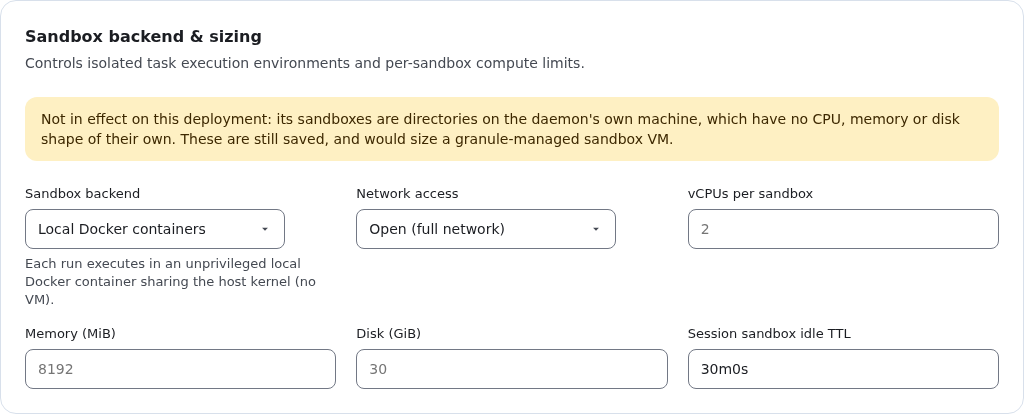 Sandbox backend & sizing
Controls isolated task execution environments and per-sandbox compute limits.
Not in effect on this deployment: its sandboxes are directories on the daemon's own machine, which have no CPU, memory or disk
shape of their own. These are still saved, and would size a granule-managed sandbox VM.
Sandbox backend
Local Docker containers
Each run executes in an unprivileged local
Docker container sharing the host kernel (no
VM).
Network access
Open (full network)
vCPUs per sandbox
2
Memory (MiB)
8192
Disk (GiB)
30
Session sandbox idle TTL
30m0s